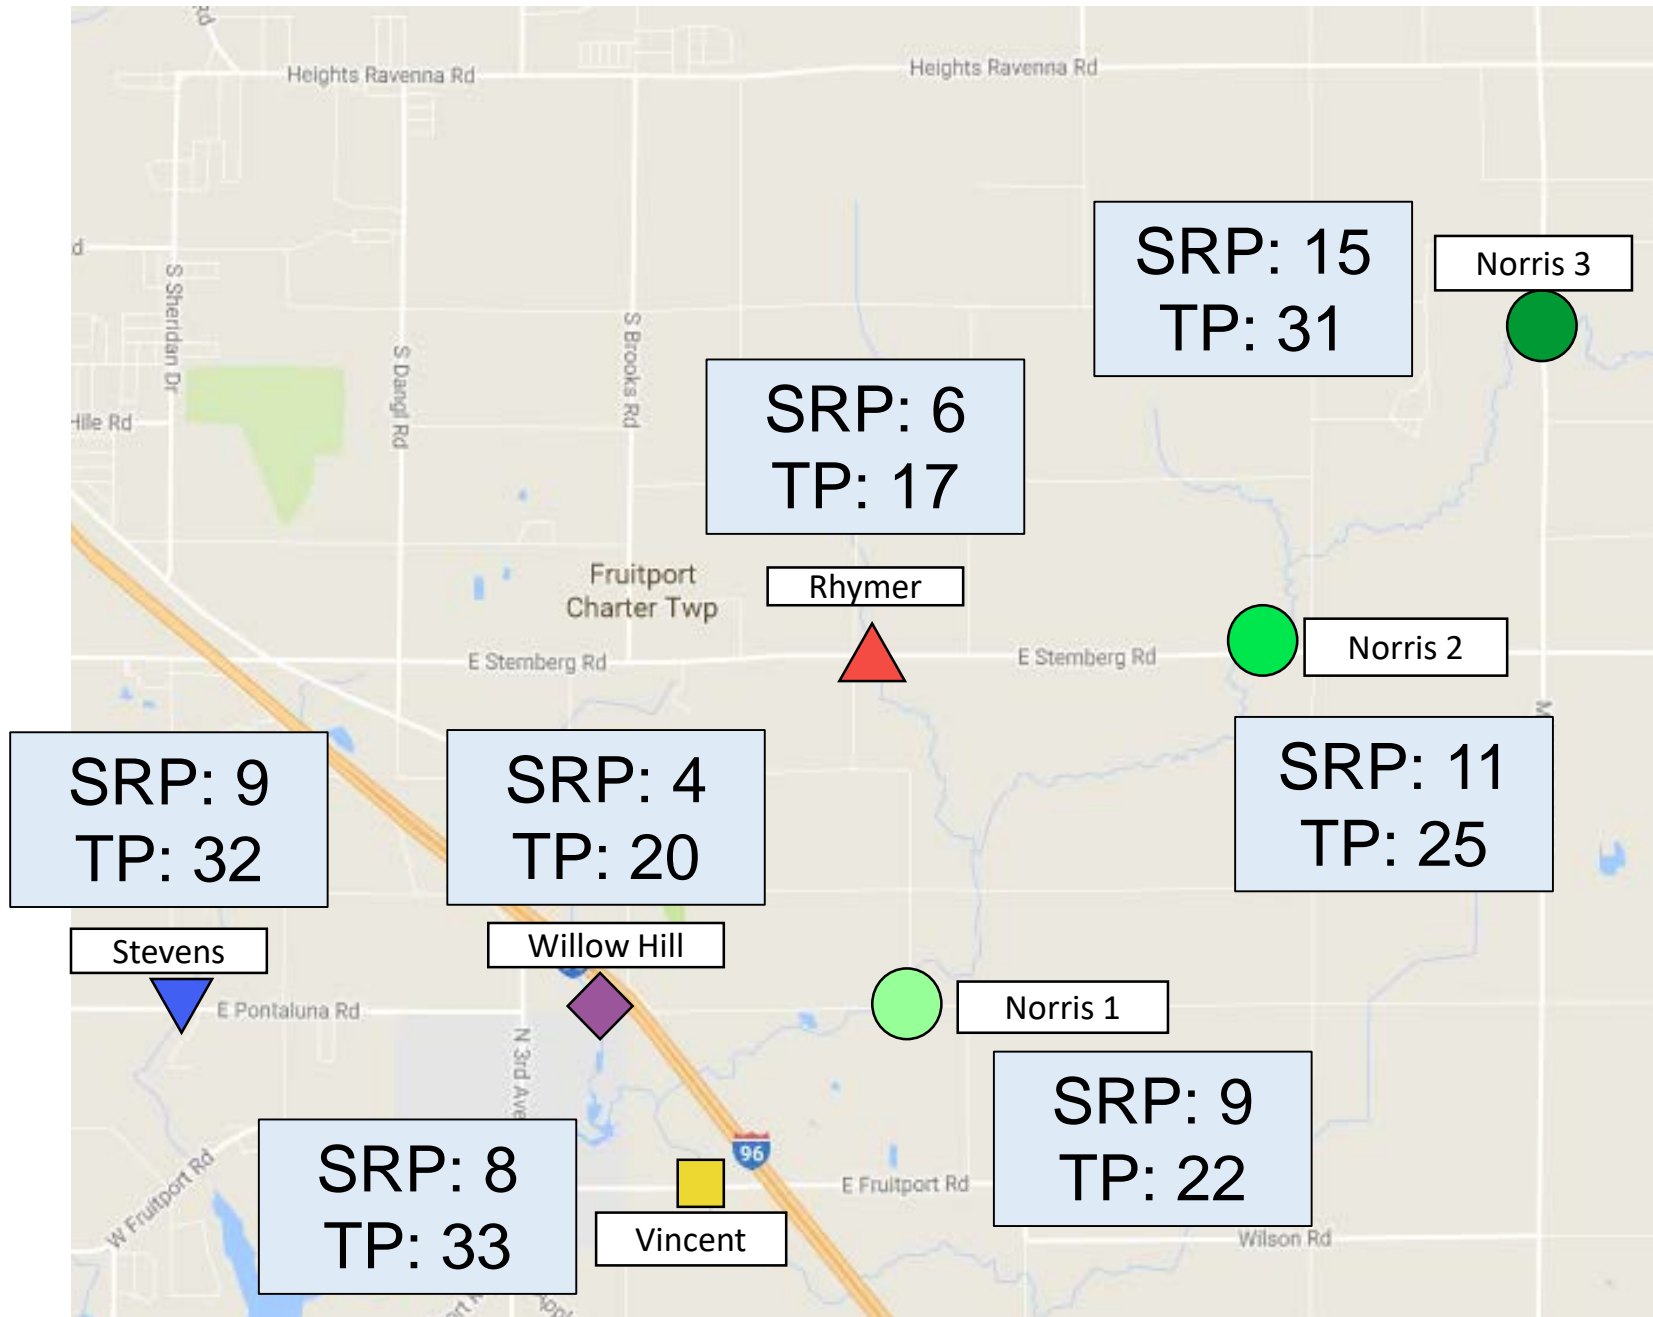 Rd
Heights Ravenna Rd
Heights Ravenna Rd
d
S Sheridan Dr
S Dangl Rd
S Brooks Rd
Hile Rd
SRP: 15
TP: 31
Norris 3
SRP: 6
TP: 17
Fruitport
Charter Twp
Rhymer
E Sternberg Rd
E Sternberg Rd
Norris 2
M
SRP: 9
TP: 32
SRP: 4
TP: 20
SRP: 11
TP: 25
Stevens
Willow Hill
E Pontaluna Rd
N 3rd Ave
Norris 1
SRP: 9
TP: 22
SRP: 8
TP: 33
96
W Fruitport Rd
E Fruitport Rd
Vincent
Wilson Rd